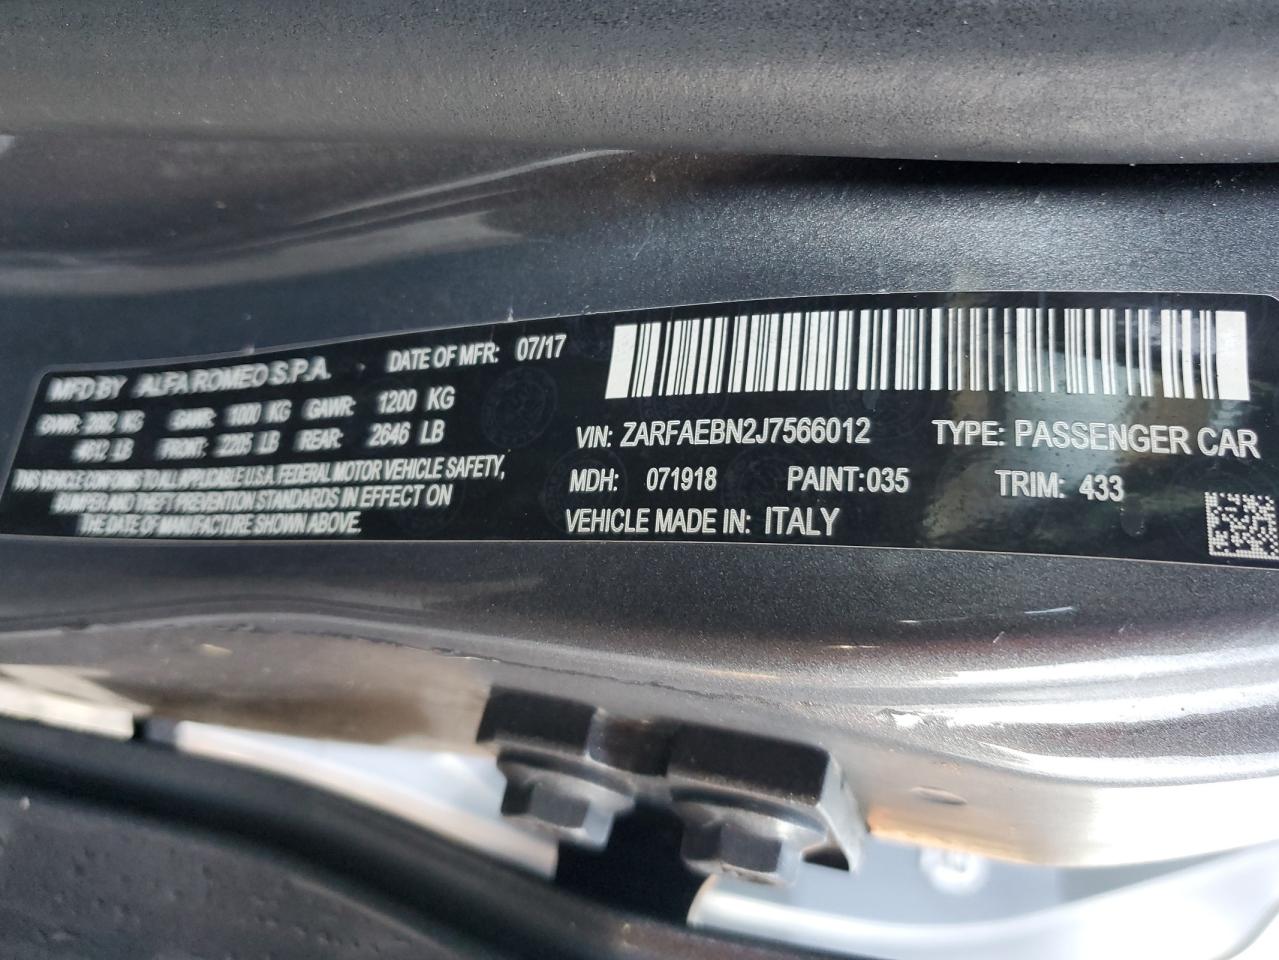 MFD BY ALFA ROMEO S.P.A. DATE OF MFR: 07/17
GVWR: KG GAWR: 1000 KG GAWR: 1200 KG
LB FRONT: 2205 LB REAR: 2646 LB
THIS VEHICLE CONFORMS TO ALL APPLICABLE U.S.A. FEDERAL MOTOR VEHICLE SAFETY,
BUMPER AND THEFT PREVENTION STANDARDS IN EFFECT ON
THE DATE OF MANUFACTURE SHOWN ABOVE.
VIN: ZARFAEBN2J7566012 TYPE: PASSENGER CAR
MDH: 071918 PAINT:035 TRIM: 433
VEHICLE MADE IN: ITALY